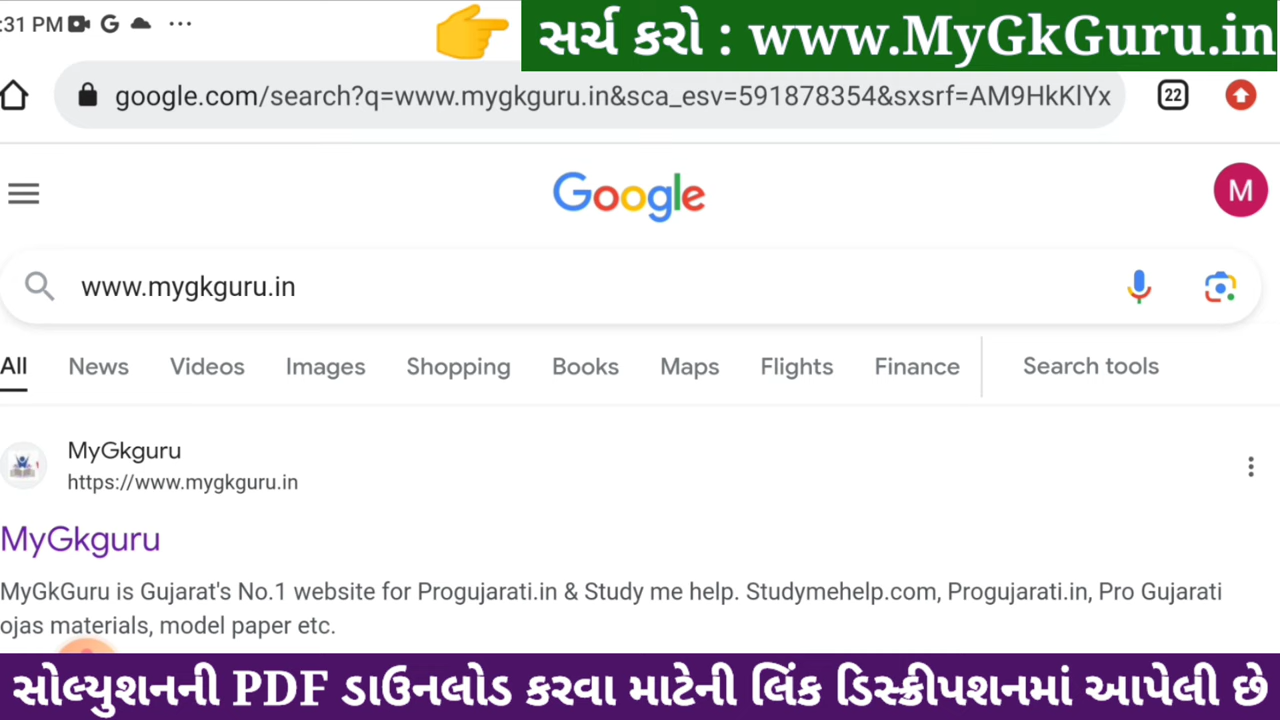 :31 PM G ...
સર્ચ કરો : www.MyGkGuru.in
google.com/search?q=www.mygkguru.in&sca_esv=591878354&sxsrf=AM9HkKlYx
22
Google
M
www.mygkguru.in
All News Videos Images Shopping Books Maps Flights Finance Search tools
MyGkguru
https://www.mygkguru.in
MyGkguru
MyGkGuru is Gujarat's No.1 website for Progujarati.in & Study me help. Studymehelp.com, Progujarati.in, Pro Gujarati
ojas materials, model paper etc.
સોલ્યુશનની PDF ડાઉનલોડ કરવા માટેની લિંક ડિસ્ક્રીપશનમાં આપેલી છે